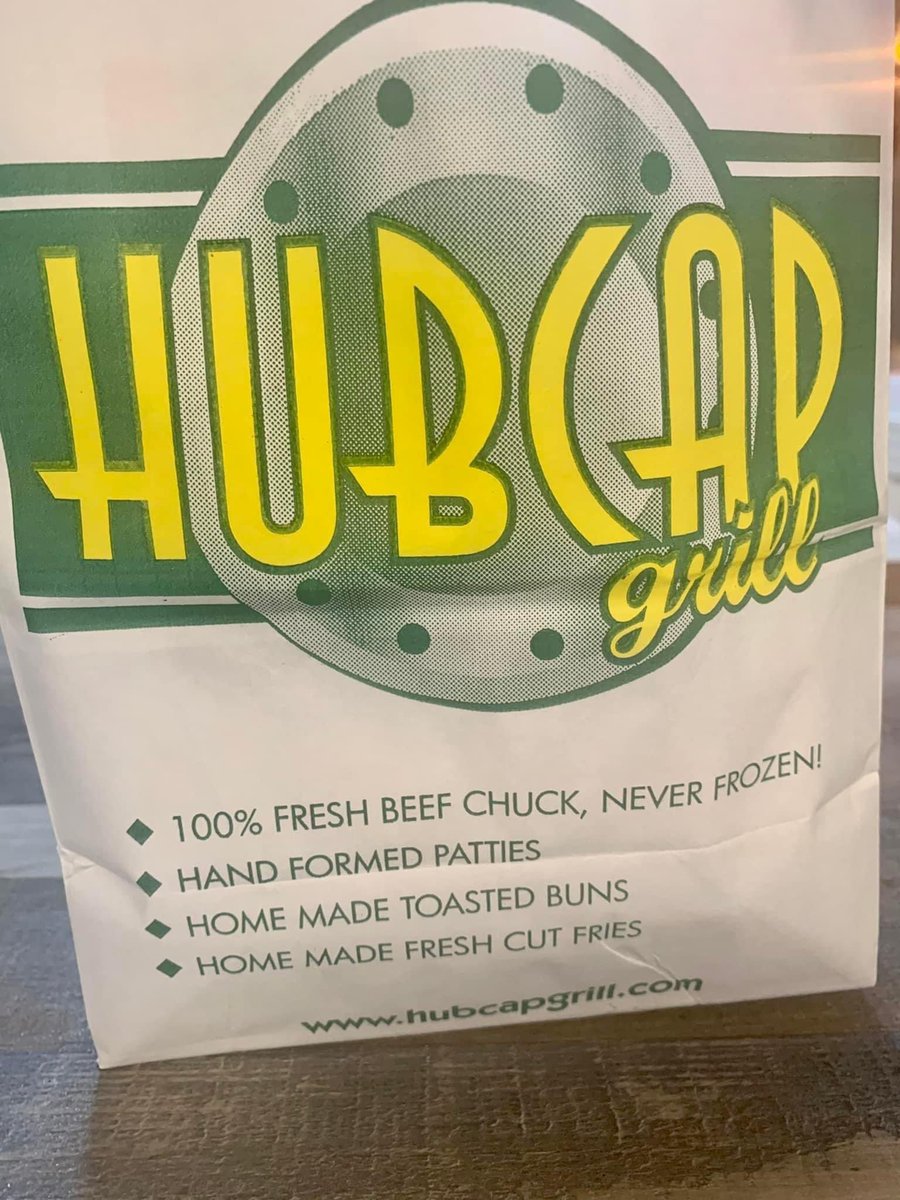 HUBCAP
grill
◆ 100% FRESH BEEF CHUCK, NEVER FROZEN!
◆ HAND FORMED PATTIES
◆ HOME MADE TOASTED BUNS
◆ HOME MADE FRESH CUT FRIES
www.hubcapgrill.com